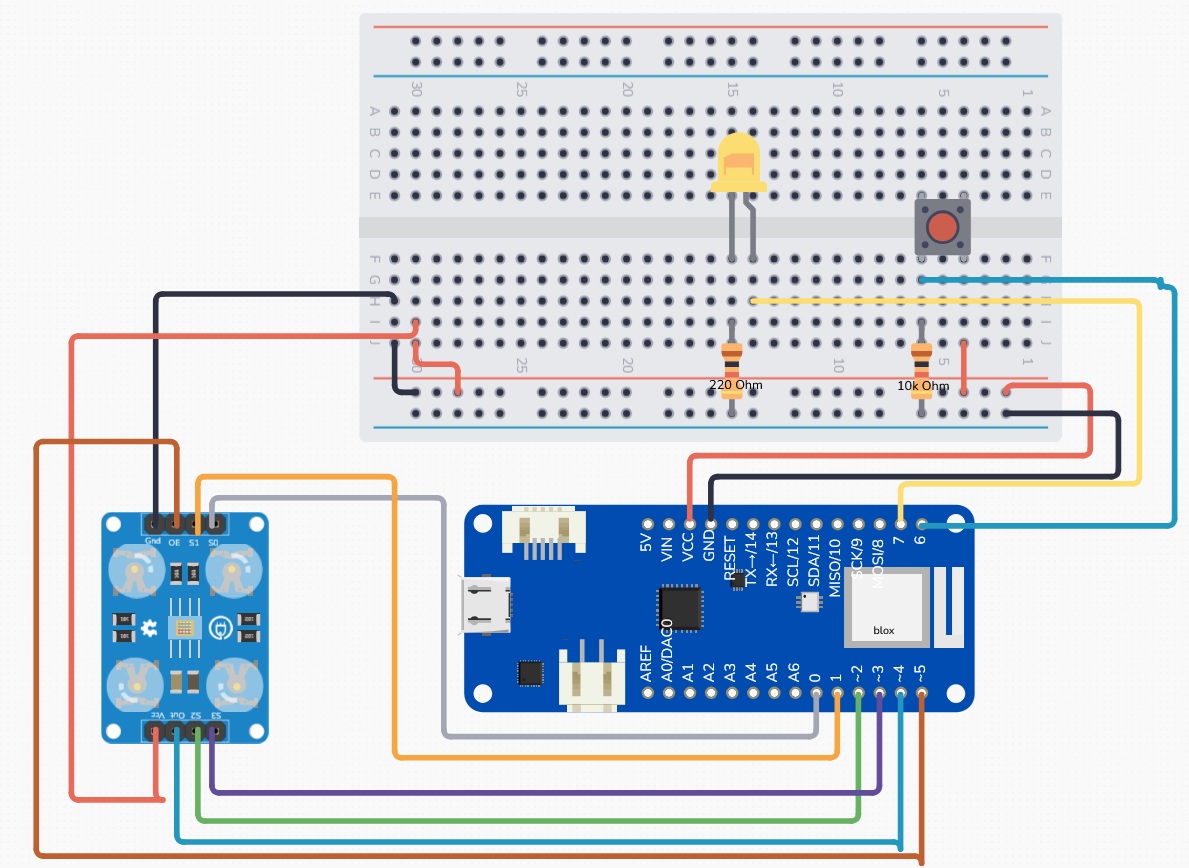 30 25 20 15 10 5 1
A A
B B
C C
D D
E E
F F
G
H
I I
J J
25 20 10 1
220 Ohm 10k Ohm
Gnd OE S1 S0
Vcc Out S2 S3
5V VIN VCC GND RESET TX→/14 RX←/13 SCL/12 SDA/11 MISO/10 SCK/9 MOSI/8 7 6
blox
AREF A0/DAC0 A1 A2 A3 A4 A5 A6 0 1 ~2 ~3 ~4 ~5